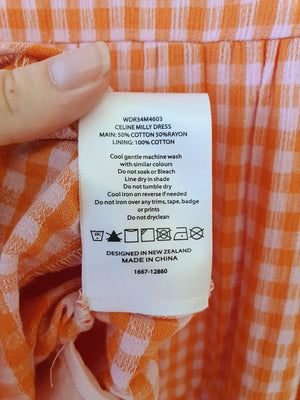 WDR34M4603
CELINE MILLY DRESS
MAIN: 50% COTTON 50%RAYON
LINING: 100% COTTON
Cool gentle machine wash
with similar colours
Do not soak or Bleach
Line dry in shade
Do not tumble dry
Cool iron on reverse if needed
Do not iron over any trims, tape, badge
or prints
Do not dryclean
DESIGNED IN NEW ZEALAND
MADE IN CHINA
1667-12860